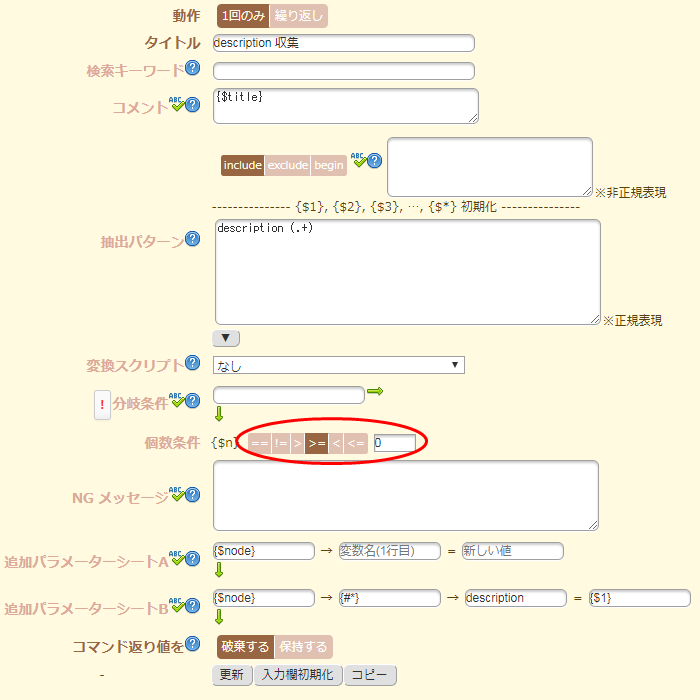 動作 1回のみ 繰り返し
タイトル description 収集
検索キーワード ?
コメント ABC ? {$title}
include exclude begin ABC ? ※非正規表現
--------------- {$1}, {$2}, {$3}, …, {$*} 初期化 ---------------
抽出パターン ? description (.+) ※正規表現
▼
変換スクリプト ? なし ▼
! 分岐条件 ABC ?
個数条件 {$n} == != > >= < <= 0
NG メッセージ ABC ?
追加パラメーターシートA ABC ? {$node} → 変数名(1行目) = 新しい値
追加パラメーターシートB ABC ? {$node} → {#*} → description = {$1}
コマンド返り値を ? 破棄する 保持する
- 更新 入力欄初期化 コピー